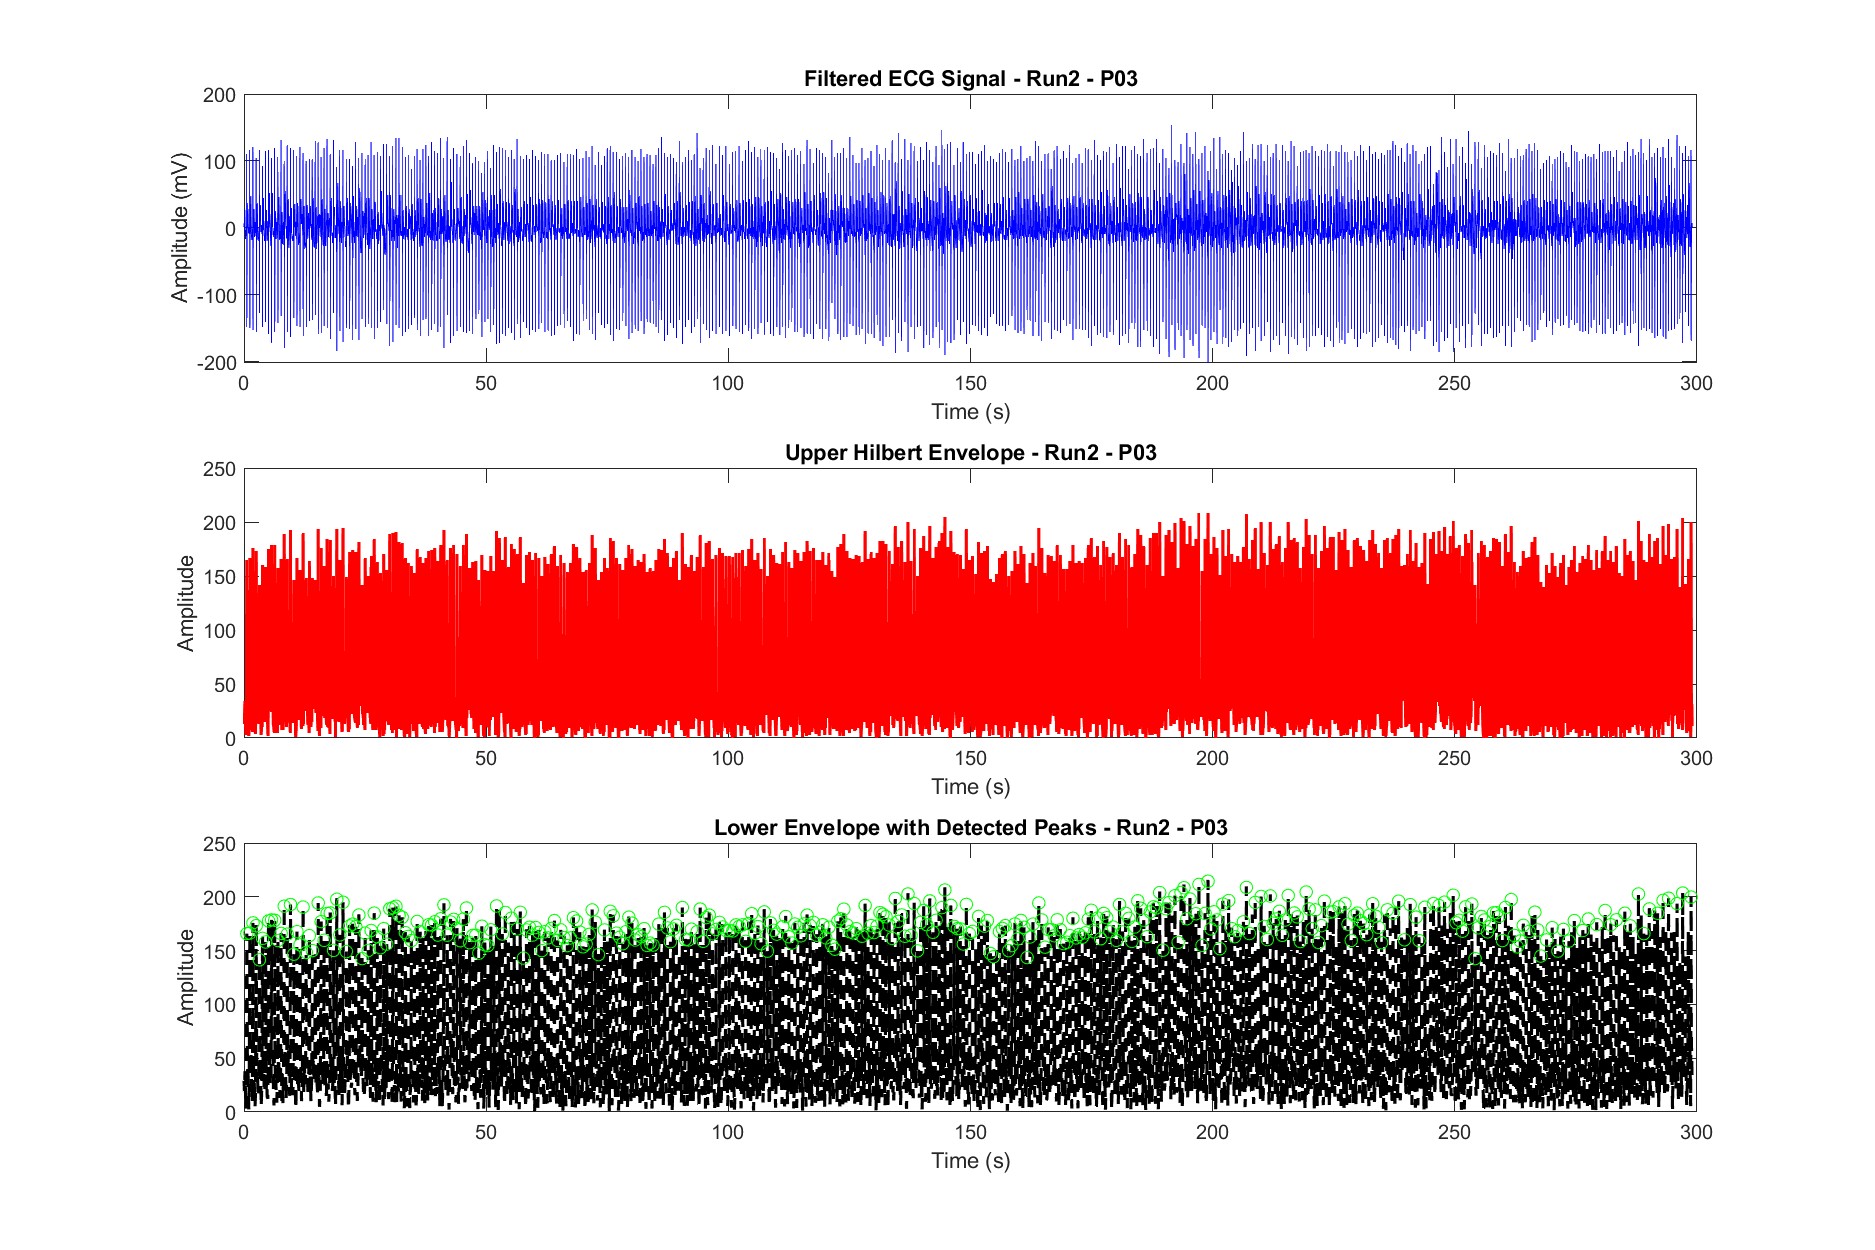 Filtered ECG Signal - Run2 - P03
200
100
0
-100
-200
Amplitude (mV)
0 50 100 150 200 250 300
Time (s)
Upper Hilbert Envelope - Run2 - P03
250
200
150
100
50
0
Amplitude
0 50 100 150 200 250 300
Time (s)
Lower Envelope with Detected Peaks - Run2 - P03
250
200
150
100
50
0
Amplitude
0 50 100 150 200 250 300
Time (s)